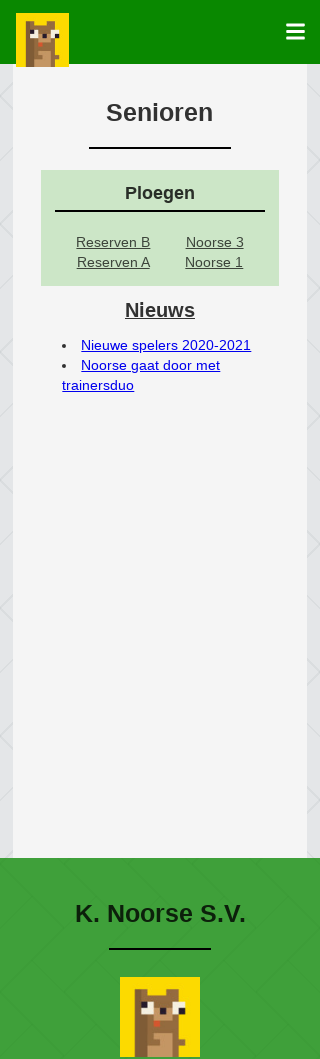 Senioren
Ploegen
Reserven B Noorse 3
Reserven A Noorse 1
Nieuws
• Nieuwe spelers 2020-2021
• Noorse gaat door met
trainersduo
K. Noorse S.V.